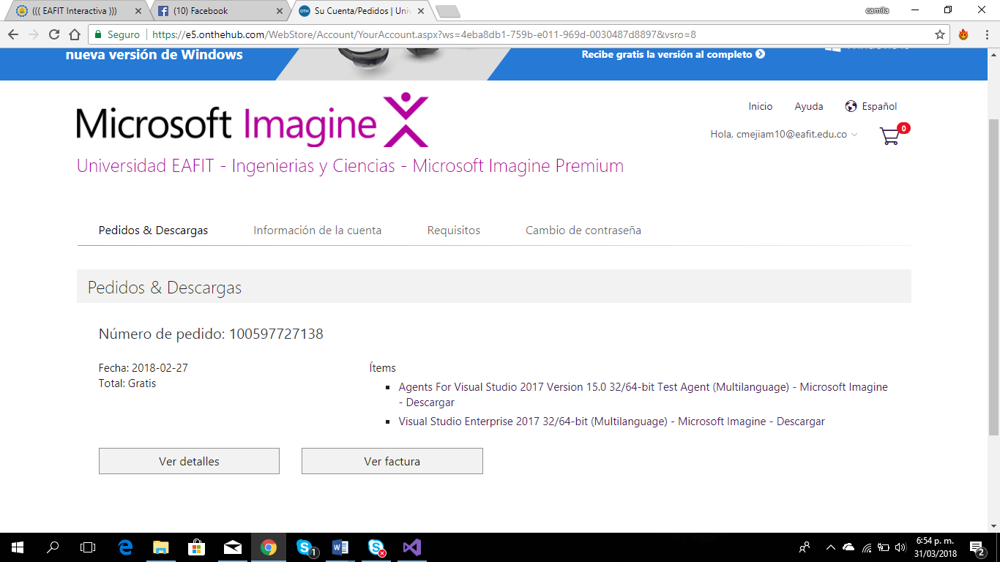 ((( EAFIT Interactiva )))
(10) Facebook
Su Cuenta/Pedidos | Uni
camila
Seguro
https://e5.onthehub.com/WebStore/Account/YourAccount.aspx?ws=4eba8db1-759b-e011-969d-0030487d8897&vsro=8
nueva versión de Windows
Recibe gratis la versión al completo
Microsoft Imagine
Inicio
Ayuda
Español
Hola, cmejiam10@eafit.edu.co
0
Universidad EAFIT - Ingenierias y Ciencias - Microsoft Imagine Premium
Pedidos & Descargas
Información de la cuenta
Requisitos
Cambio de contraseña
Pedidos & Descargas
Número de pedido: 100597727138
Fecha: 2018-02-27
Total: Gratis
Ítems
Agents For Visual Studio 2017 Version 15.0 32/64-bit Test Agent (Multilanguage) - Microsoft Imagine
- Descargar
Visual Studio Enterprise 2017 32/64-bit (Multilanguage) - Microsoft Imagine - Descargar
Ver detalles
Ver factura
1
6:54 p. m.
31/03/2018
2